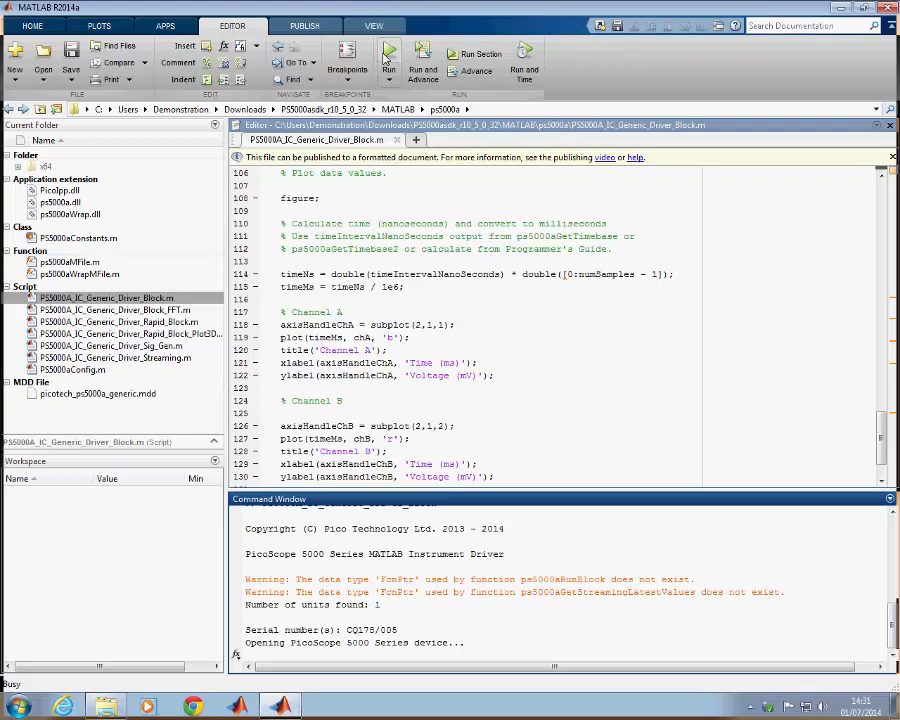 MATLAB R2014a
HOME PLOTS APPS EDITOR PUBLISH VIEW
Search Documentation
New Open Save Find Files Compare Print
Insert Comment Indent
Go To Find
Breakpoints Run Run and Advance Run Section Advance Run and Time
FILE EDIT NAVIGATE BREAKPOINTS RUN
C: Users Demonstration Downloads PS5000asdk_r10_5_0_32 MATLAB ps5000a
Current Folder
Name
Folder
x64
Application extension
PicoIpp.dll
ps5000a.dll
ps5000aWrap.dll
Class
PS5000aConstants.m
Function
ps5000aMFile.m
ps5000aWrapMFile.m
Script
PS5000A_IC_Generic_Driver_Block.m
PS5000A_IC_Generic_Driver_Block_FFT.m
PS5000A_IC_Generic_Driver_Rapid_Block.m
PS5000A_IC_Generic_Driver_Rapid_Block_Plot3D...
PS5000A_IC_Generic_Driver_Sig_Gen.m
PS5000A_IC_Generic_Driver_Streaming.m
PS5000aConfig.m
MDD File
picotech_ps5000a_generic.mdd
PS5000A_IC_Generic_Driver_Block.m (Script)
Workspace
Name Value Min
Editor - C:\Users\Demonstration\Downloads\PS5000asdk_r10_5_0_32\MATLAB\ps5000a\PS5000A_IC_Generic_Driver_Block.m
PS5000A_IC_Generic_Driver_Block.m
This file can be published to a formatted document. For more information, see the publishing video or help.
106 % Plot data values.
107
108 figure;
109
110 % Calculate time (nanoseconds) and convert to milliseconds
111 % Use timeIntervalNanoSeconds output from ps5000aGetTimebase or
112 % ps5000aGetTimebase2 or calculate from Programmer's Guide.
113
114 timeNs = double(timeIntervalNanoSeconds) * double([0:numSamples - 1]);
115 timeMs = timeNs / 1e6;
116
117 % Channel A
118 axisHandleChA = subplot(2,1,1);
119 plot(timeMs, chA, 'b');
120 title('Channel A');
121 xlabel(axisHandleChA, 'Time (ms)');
122 ylabel(axisHandleChA, 'Voltage (mV)');
123
124 % Channel B
125
126 axisHandleChB = subplot(2,1,2);
127 plot(timeMs, chB, 'r');
128 title('Channel B');
129 xlabel(axisHandleChB, 'Time (ms)');
130 ylabel(axisHandleChB, 'Voltage (mV)');
Command Window
Copyright (C) Pico Technology Ltd. 2013 - 2014
PicoScope 5000 Series MATLAB Instrument Driver
Warning: The data type 'FcnPtr' used by function ps5000aRunBlock does not exist.
Warning: The data type 'FcnPtr' used by function ps5000aGetStreamingLatestValues does not exist.
Number of units found: 1
Serial number(s): CQ178/005
Opening PicoScope 5000 Series device...
fx
Busy
14:31
01/07/2014